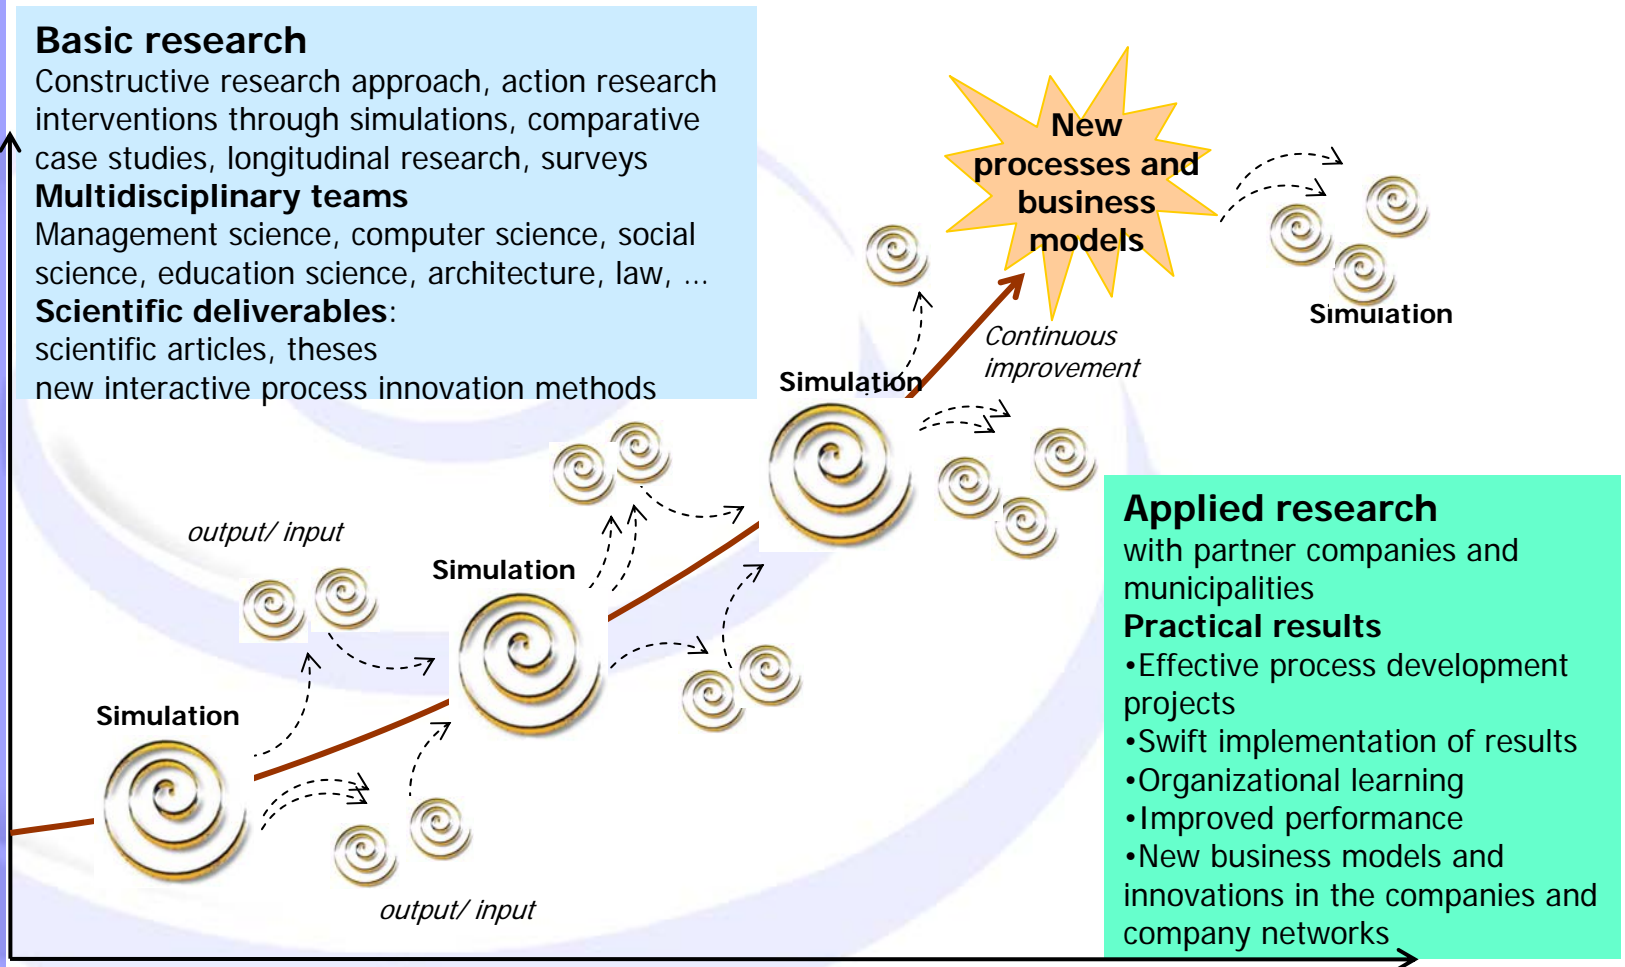 Basic research
Constructive research approach, action research
interventions through simulations, comparative
case studies, longitudinal research, surveys
Multidisciplinary teams
Management science, computer science, social
science, education science, architecture, law, ...
Scientific deliverables:
scientific articles, theses
new interactive process innovation methods
New
processes and
business
models
Simulation
Continuous
improvement
Simulation
output/ input
Simulation
Simulation
output/ input
Applied research
with partner companies and
municipalities
Practical results
•Effective process development
projects
•Swift implementation of results
•Organizational learning
•Improved performance
•New business models and
innovations in the companies and
company networks